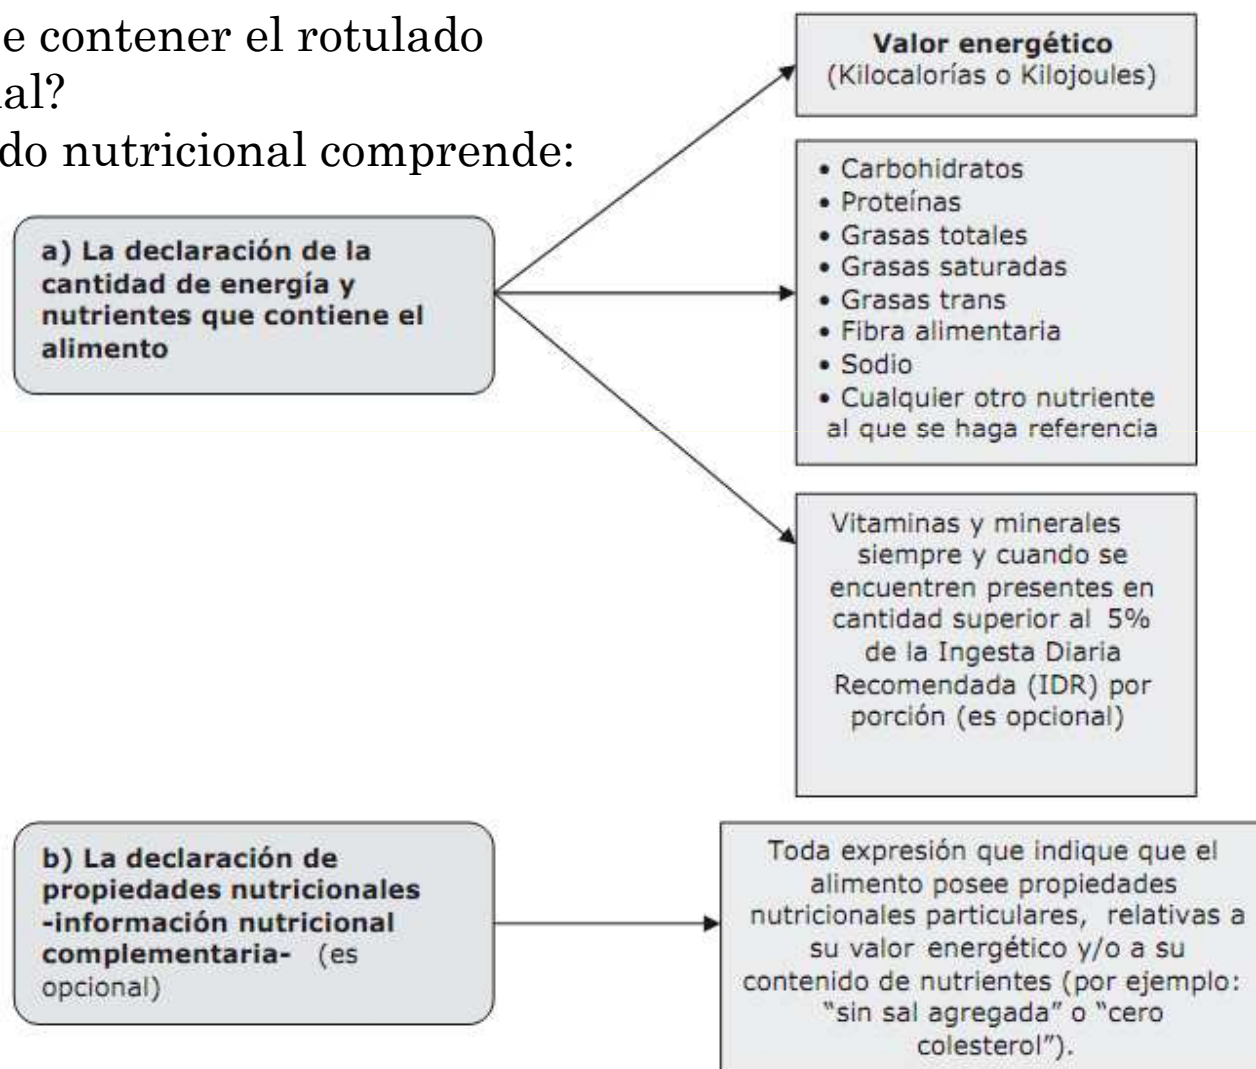 e contener el rotulado
al?
do nutricional comprende:
a) La declaración de la
cantidad de energía y
nutrientes que contiene el
alimento
Valor energético
(Kilocalorías o Kilojoules)
• Carbohidratos
• Proteínas
• Grasas totales
• Grasas saturadas
• Grasas trans
• Fibra alimentaria
• Sodio
• Cualquier otro nutriente
al que se haga referencia
Vitaminas y minerales
siempre y cuando se
encuentren presentes en
cantidad superior al 5%
de la Ingesta Diaria
Recomendada (IDR) por
porción (es opcional)
b) La declaración de
propiedades nutricionales
-información nutricional
complementaria- (es
opcional)
Toda expresión que indique que el
alimento posee propiedades
nutricionales particulares, relativas a
su valor energético y/o a su
contenido de nutrientes (por ejemplo:
“sin sal agregada” o “cero
colesterol”).